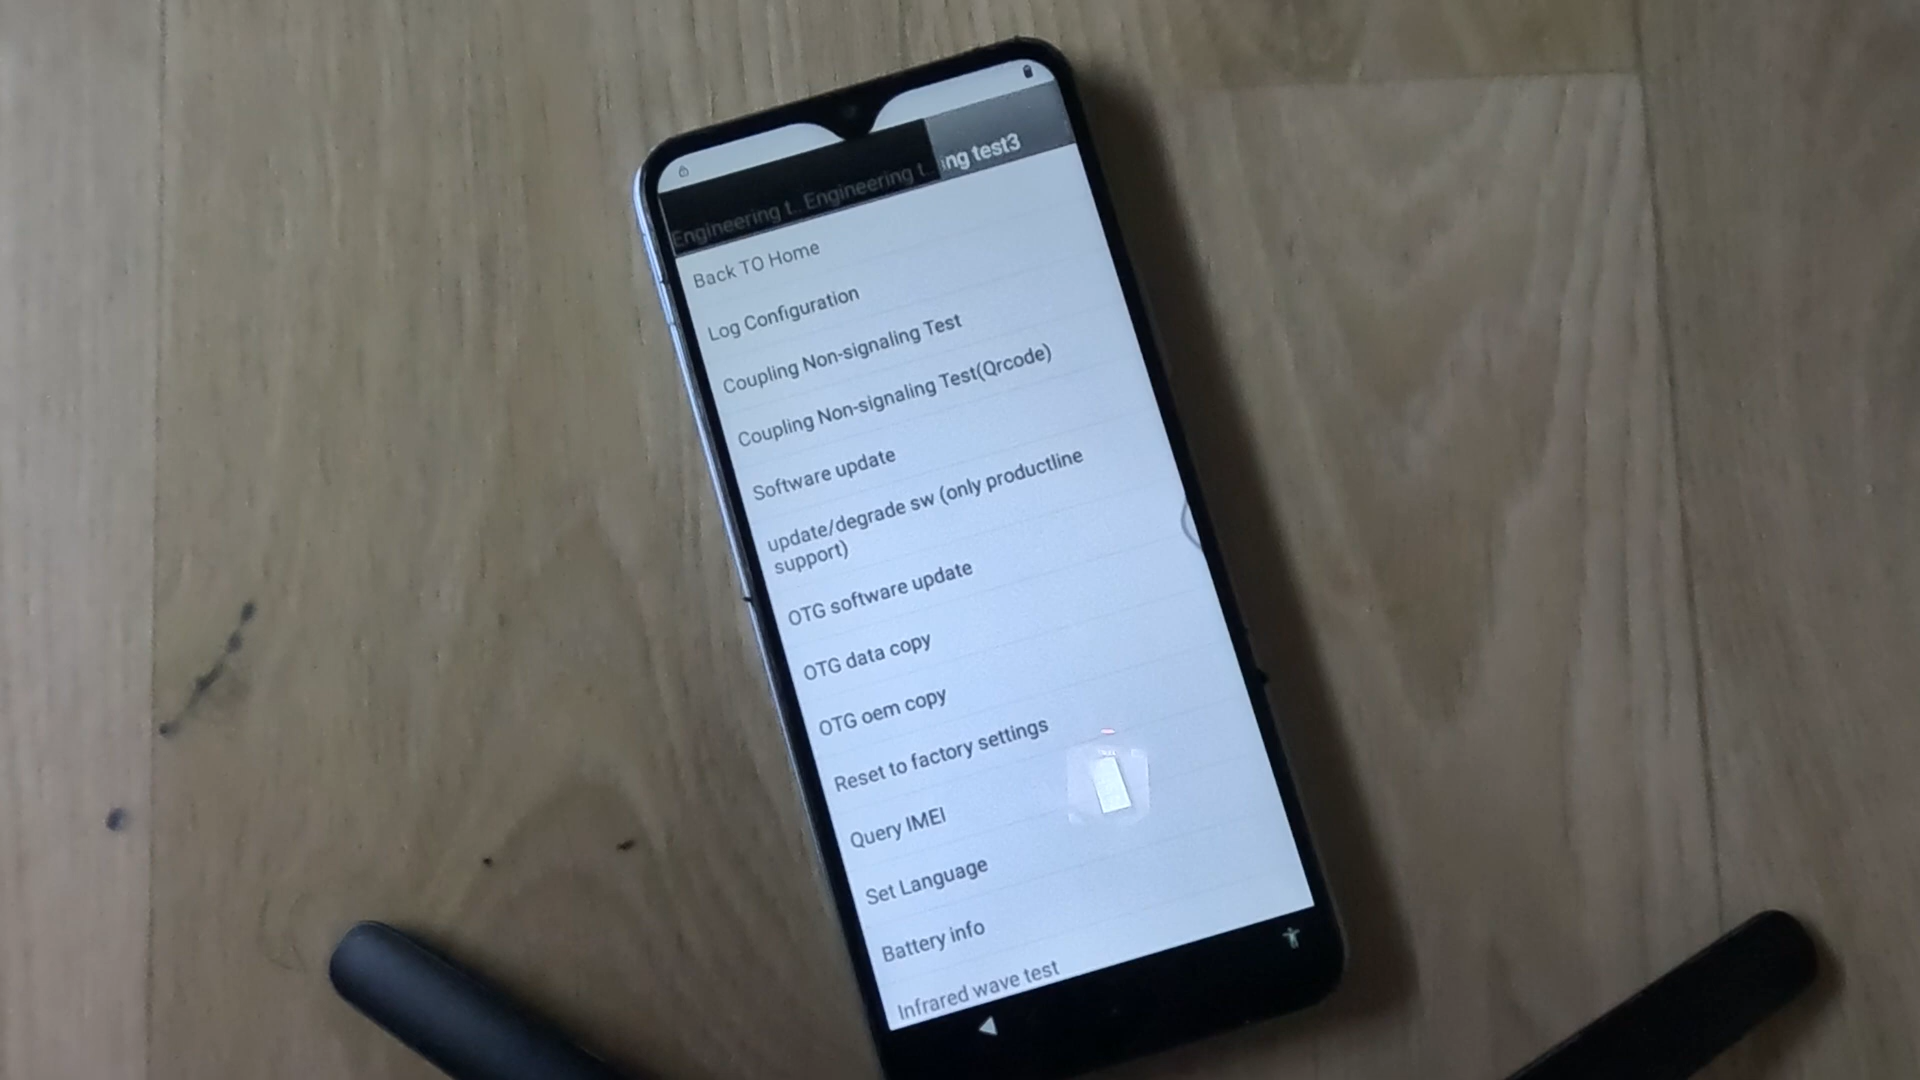 Engineering t.. Engineering t.. ing test3
Back TO Home
Log Configuration
Coupling Non-signaling Test
Coupling Non-signaling Test(Qrcode)
Software update
update/degrade sw (only productline
support)
OTG software update
OTG data copy
OTG oem copy
Reset to factory settings
Query IMEI
Set Language
Battery info
Infrared wave test